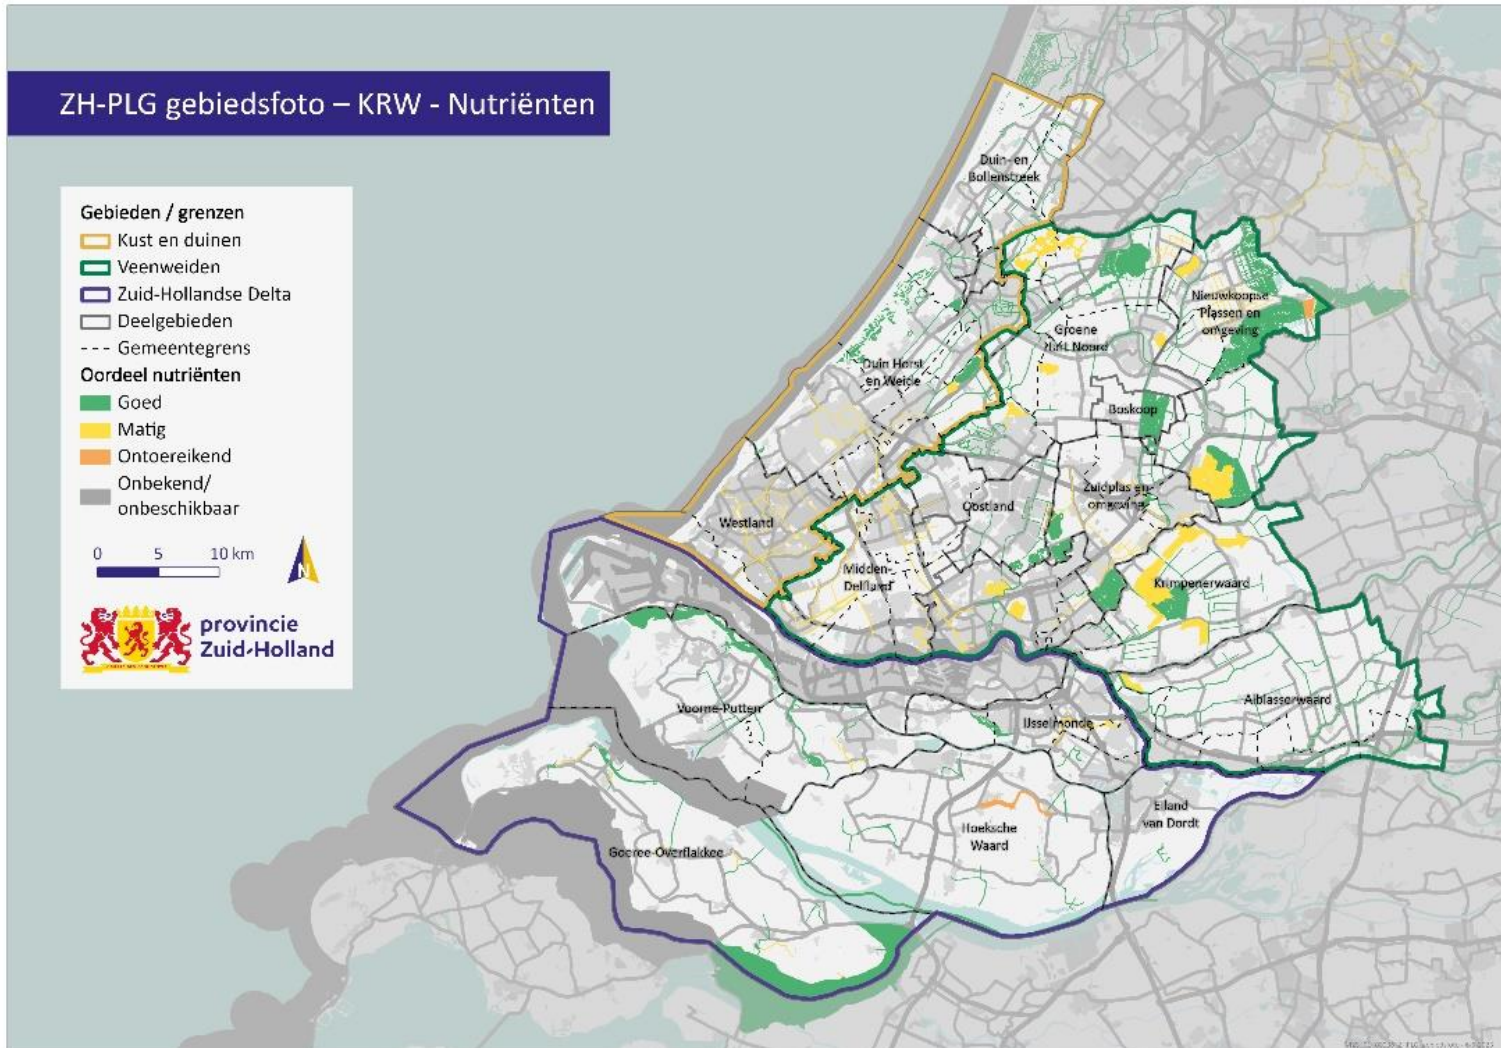 ZH-PLG gebiedsfoto – KRW - Nutriënten
Gebieden / grenzen
Kust en duinen
Veenweiden
Zuid-Hollandse Delta
Deelgebieden
Gemeentegrens
Oordeel nutriënten
Goed
Matig
Ontoereikend
Onbekend/
onbeschikbaar
0 5 10 km
N
provincie
Zuid-Holland
Duin- en
Bollenstreek
Nieuwkoopse
Plassen en
omgeving
Groene
Hart Noord
Duin Horst
en Weide
Boskoop
Zuidplas en
omgeving
Oostland
Westland
Midden-
Delfland
Krimpenerwaard
Alblasserwaard
Voorne-Putten
IJsselmonde
Eiland
van Dordt
Hoeksche
Waard
Goeree-Overflakkee